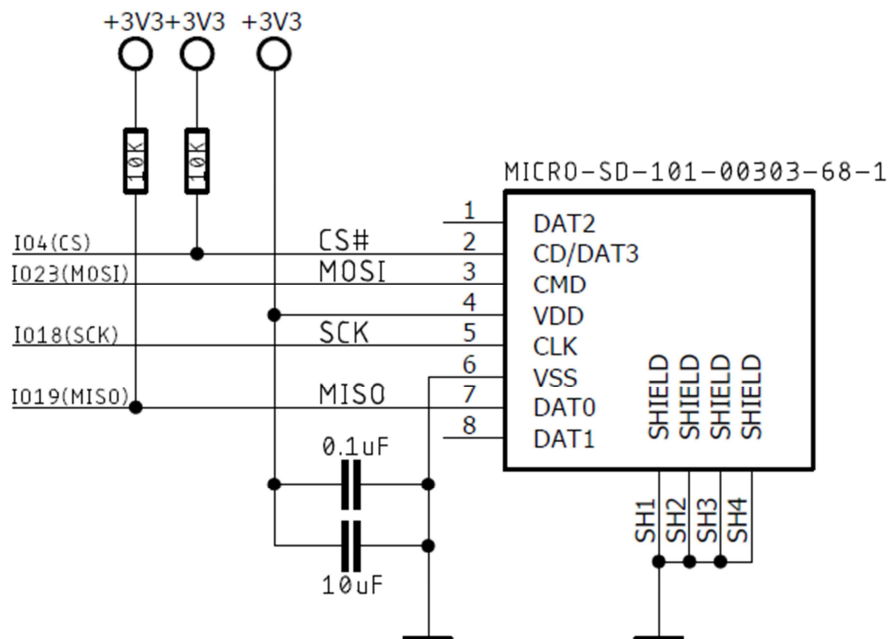 +3V3+3V3 +3V3
10K 10K
MICRO-SD-101-00303-68-1
1 DAT2
IO4(CS) CS# 2 CD/DAT3
IO23(MOSI) MOSI 3 CMD
4 VDD
IO18(SCK) SCK 5 CLK
6 VSS
IO19(MISO) MISO 7 DAT0
8 DAT1
SHIELD SHIELD SHIELD SHIELD
0.1uF
SH1 SH2 SH3 SH4
10uF